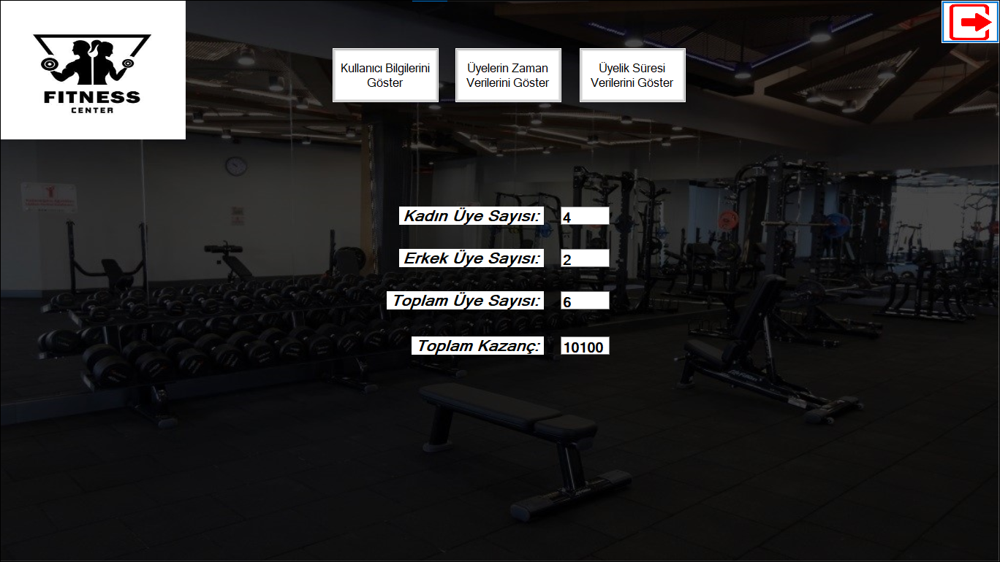 FITNESS
CENTER
Kullanıcı Bilgilerini
Göster
Üyelerin Zaman
Verilerini Göster
Üyelik Süresi
Verilerini Göster
Kadın Üye Sayısı: 4
Erkek Üye Sayısı: 2
Toplam Üye Sayısı: 6
Toplam Kazanç: 10100